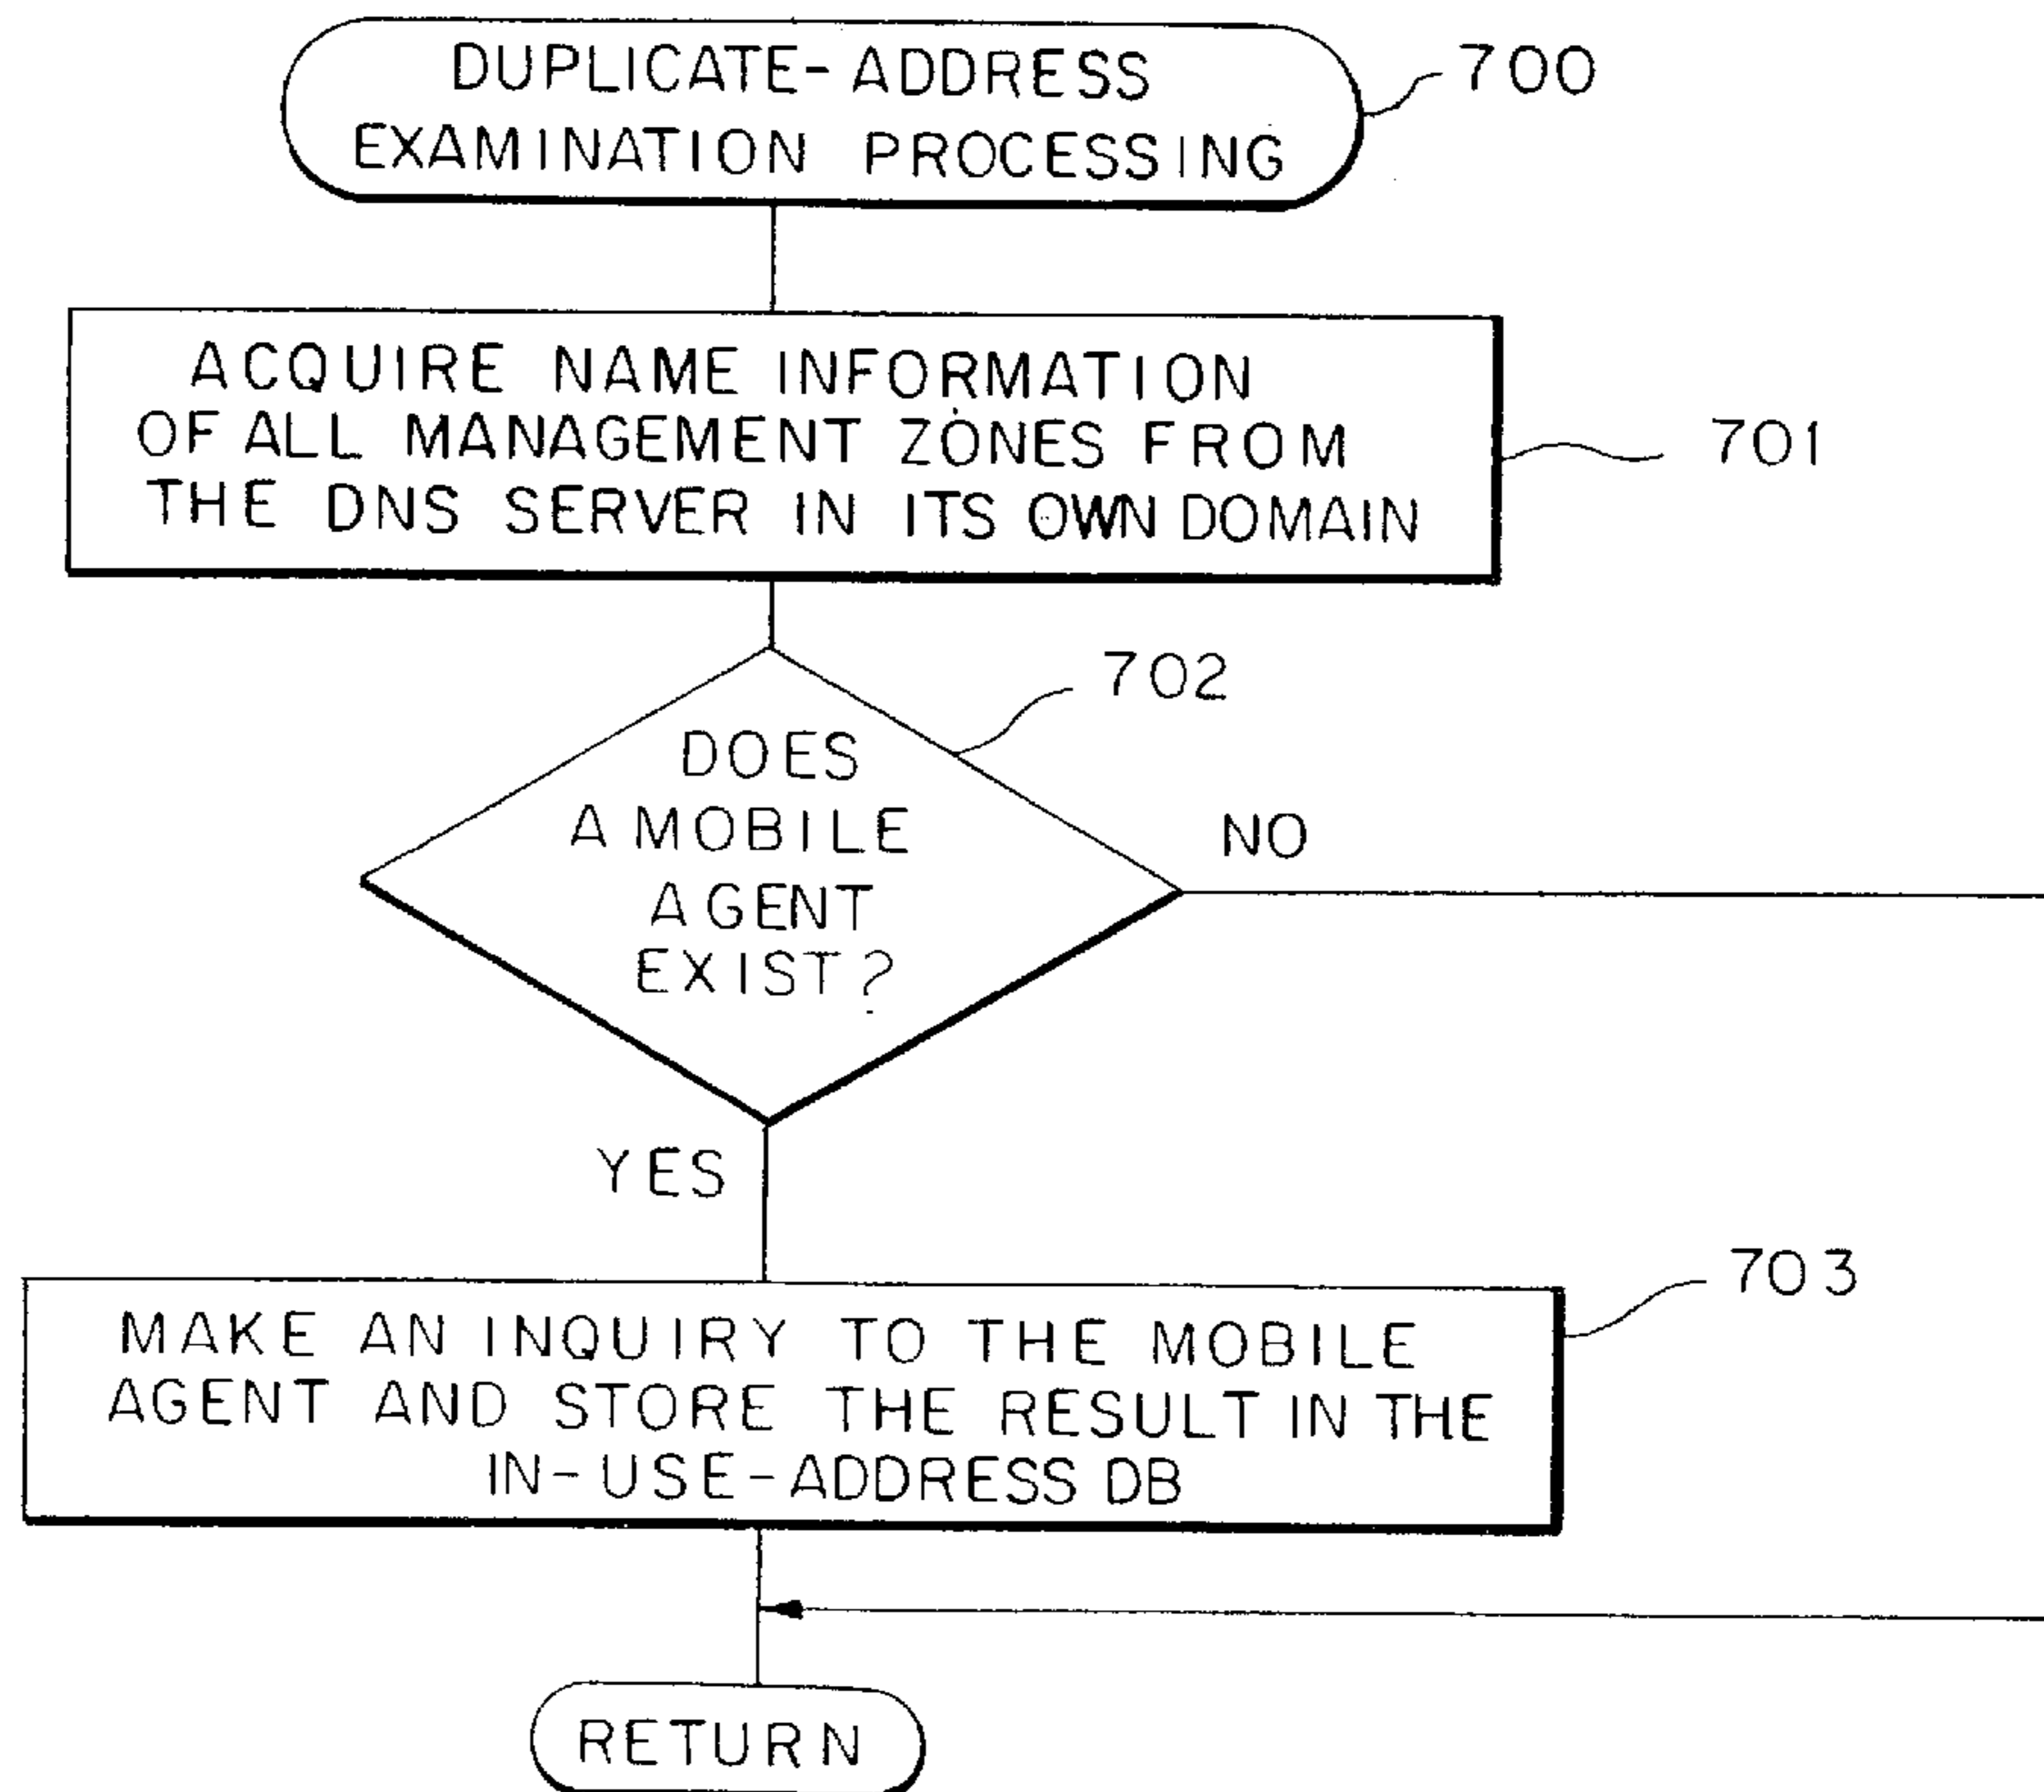 DUPLICATE-ADDRESS
EXAMINATION PROCESSING
700
ACQUIRE NAME INFORMATION
OF ALL MANAGEMENT ZONES FROM
THE DNS SERVER IN ITS OWN DOMAIN
701
702
DOES
A MOBILE
AGENT
EXIST?
NO
YES
703
MAKE AN INQUIRY TO THE MOBILE
AGENT AND STORE THE RESULT IN THE
IN-USE-ADDRESS DB
RETURN